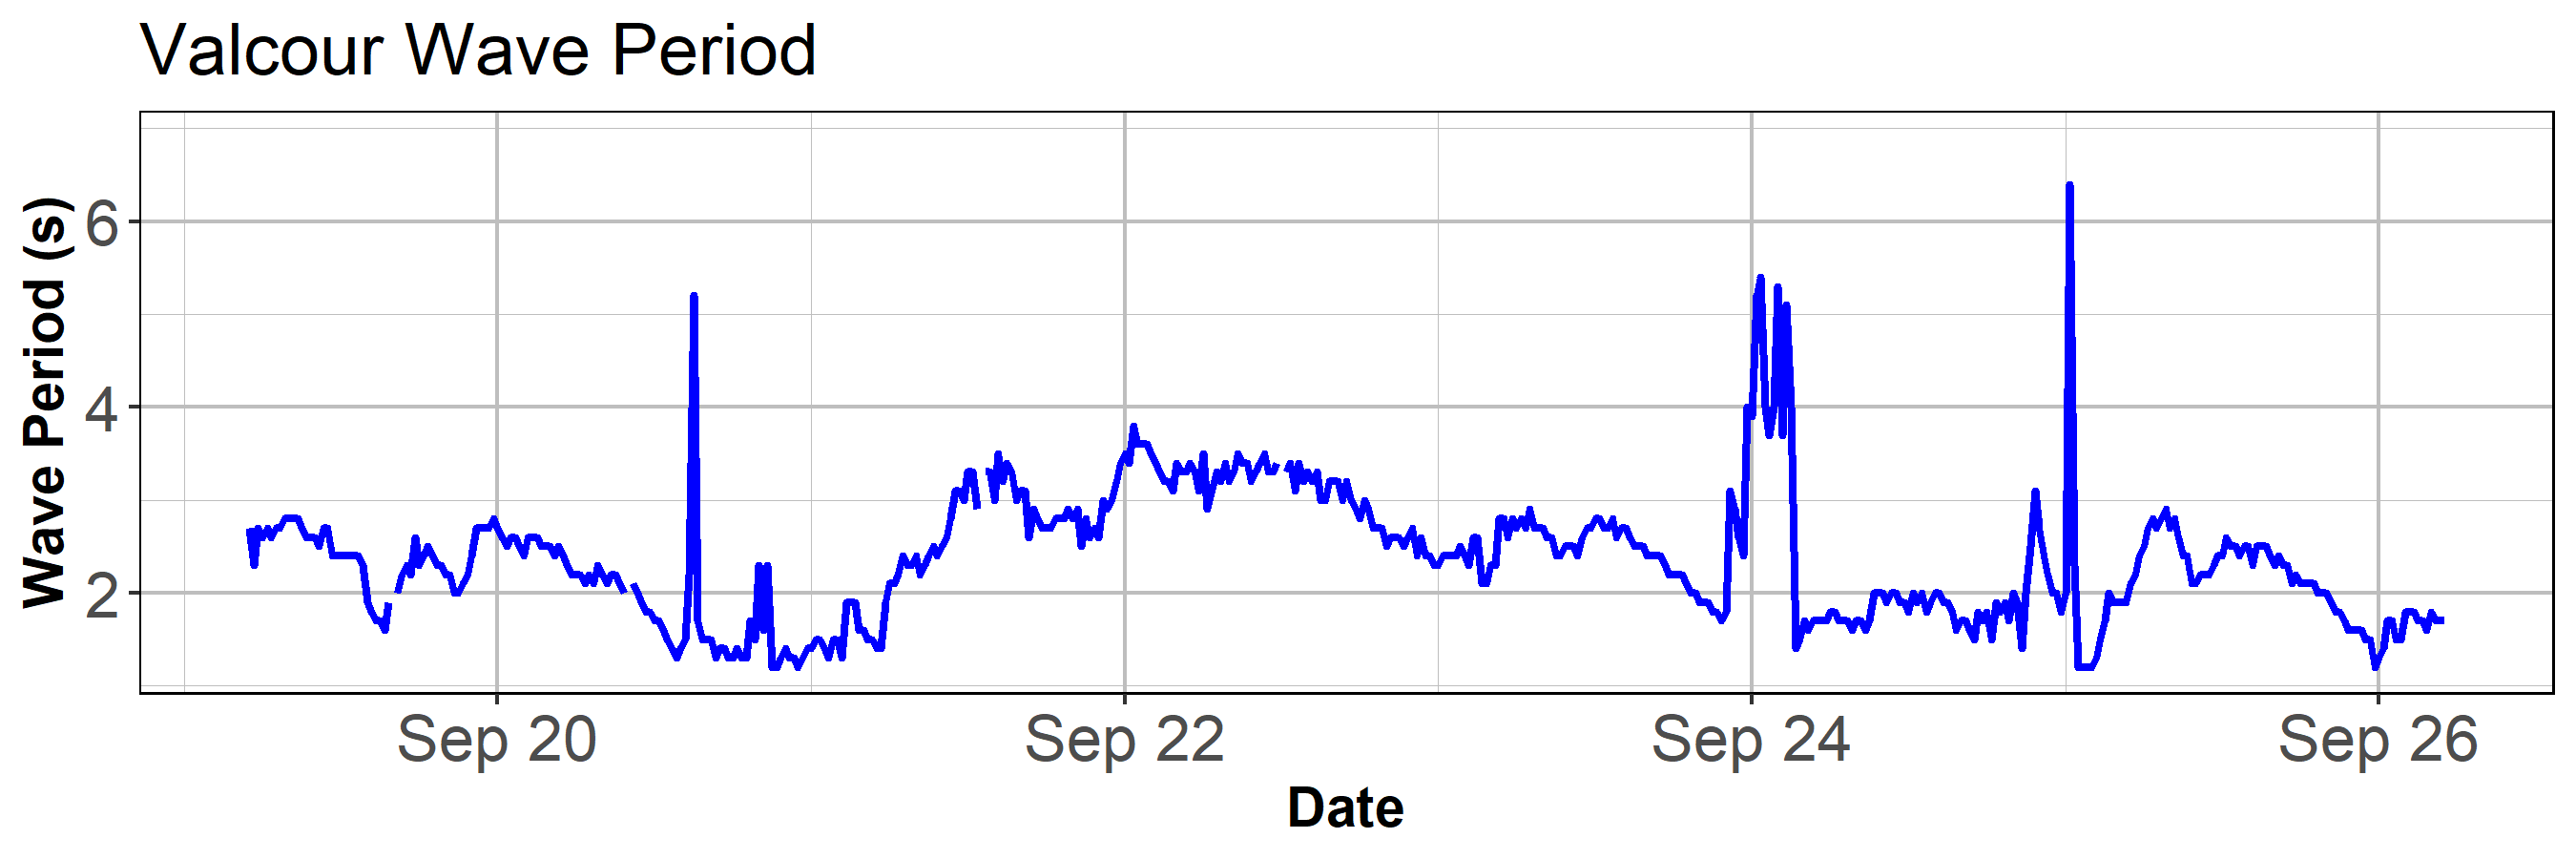 Valcour Wave Period
Wave Period (s)
6
4
2
Sep 20
Sep 22
Sep 24
Sep 26
Date